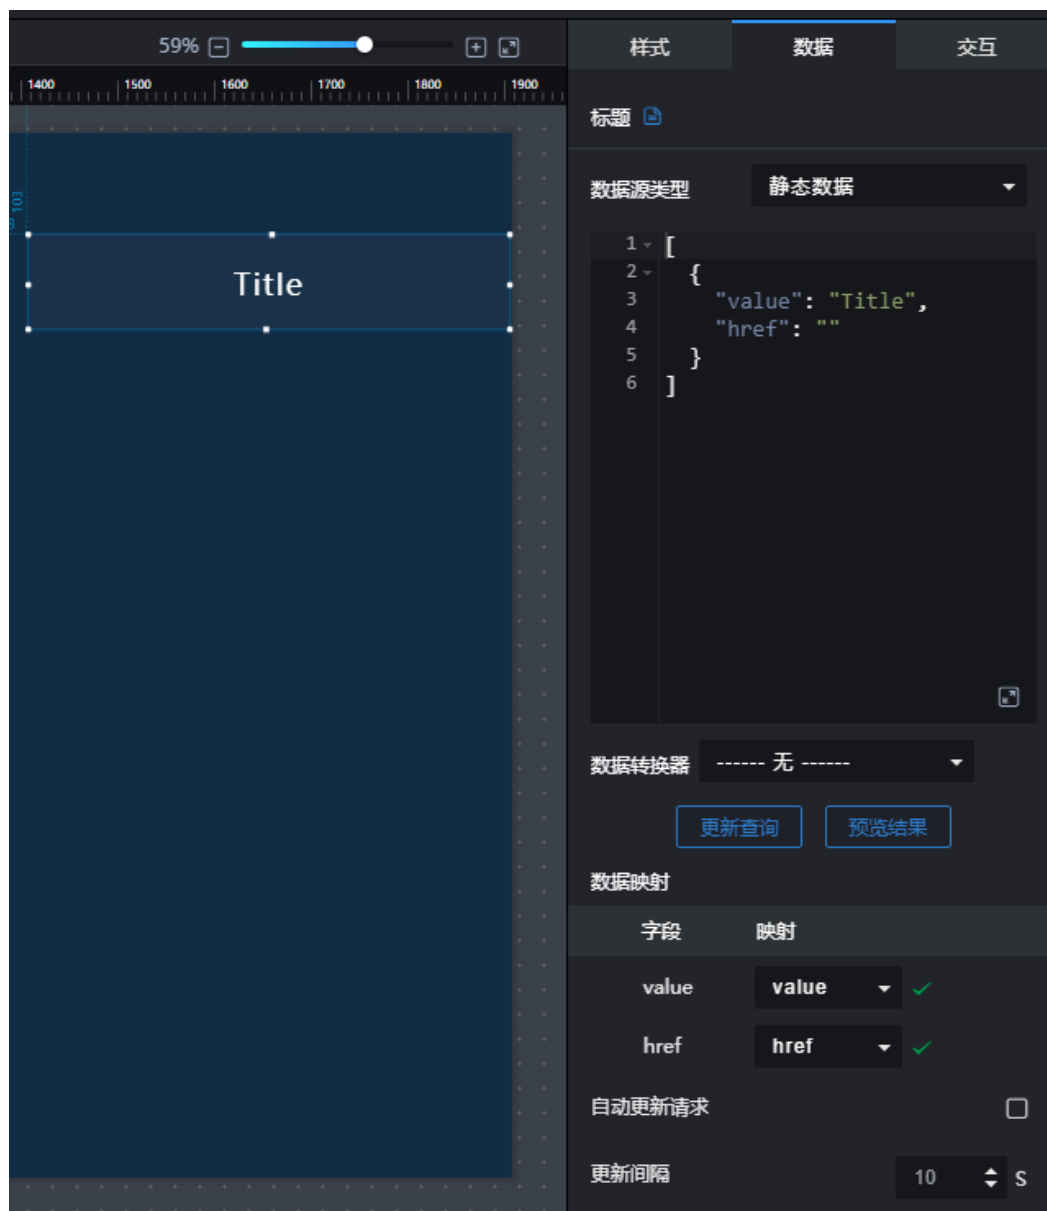 59%
样式 数据 交互
1400 1500 1600 1700 1800 1900
标题
103
数据源类型 静态数据
1 [
2 {
3 "value": "Title",
4 "href": ""
5 }
6 ]
Title
数据转换器 ------ 无 ------
更新查询 预览结果
数据映射
字段 映射
value value
href href
自动更新请求
更新间隔 10 S